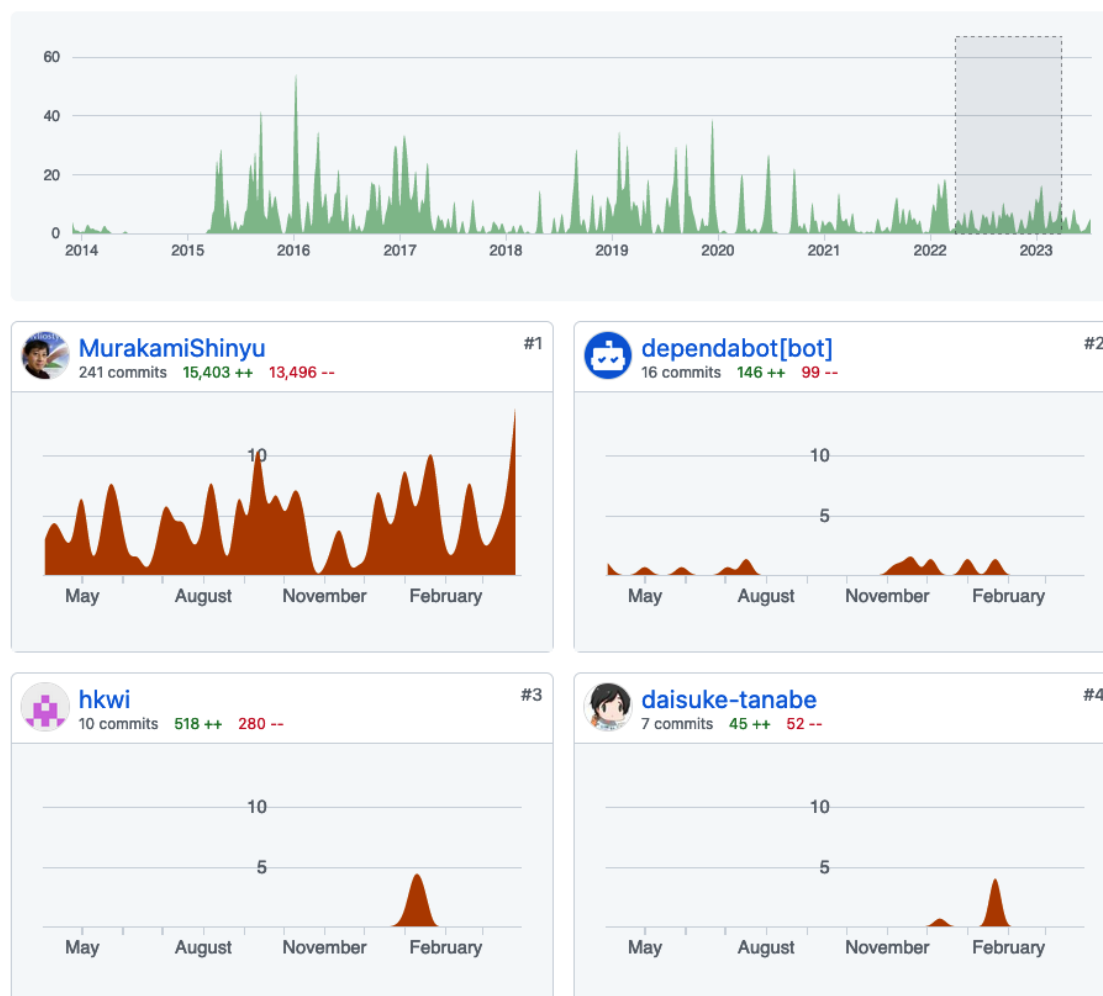 60
40
20
0
2014 2015 2016 2017 2018 2019 2020 2021 2022 2023
MurakamiShinyu #1
241 commits 15,403 ++ 13,496 --
10
May August November February
dependabot[bot] #2
16 commits 146 ++ 99 --
10
5
May August November February
hkwi #3
10 commits 518 ++ 280 --
10
5
May August November February
daisuke-tanabe #4
7 commits 45 ++ 52 --
10
5
May August November February